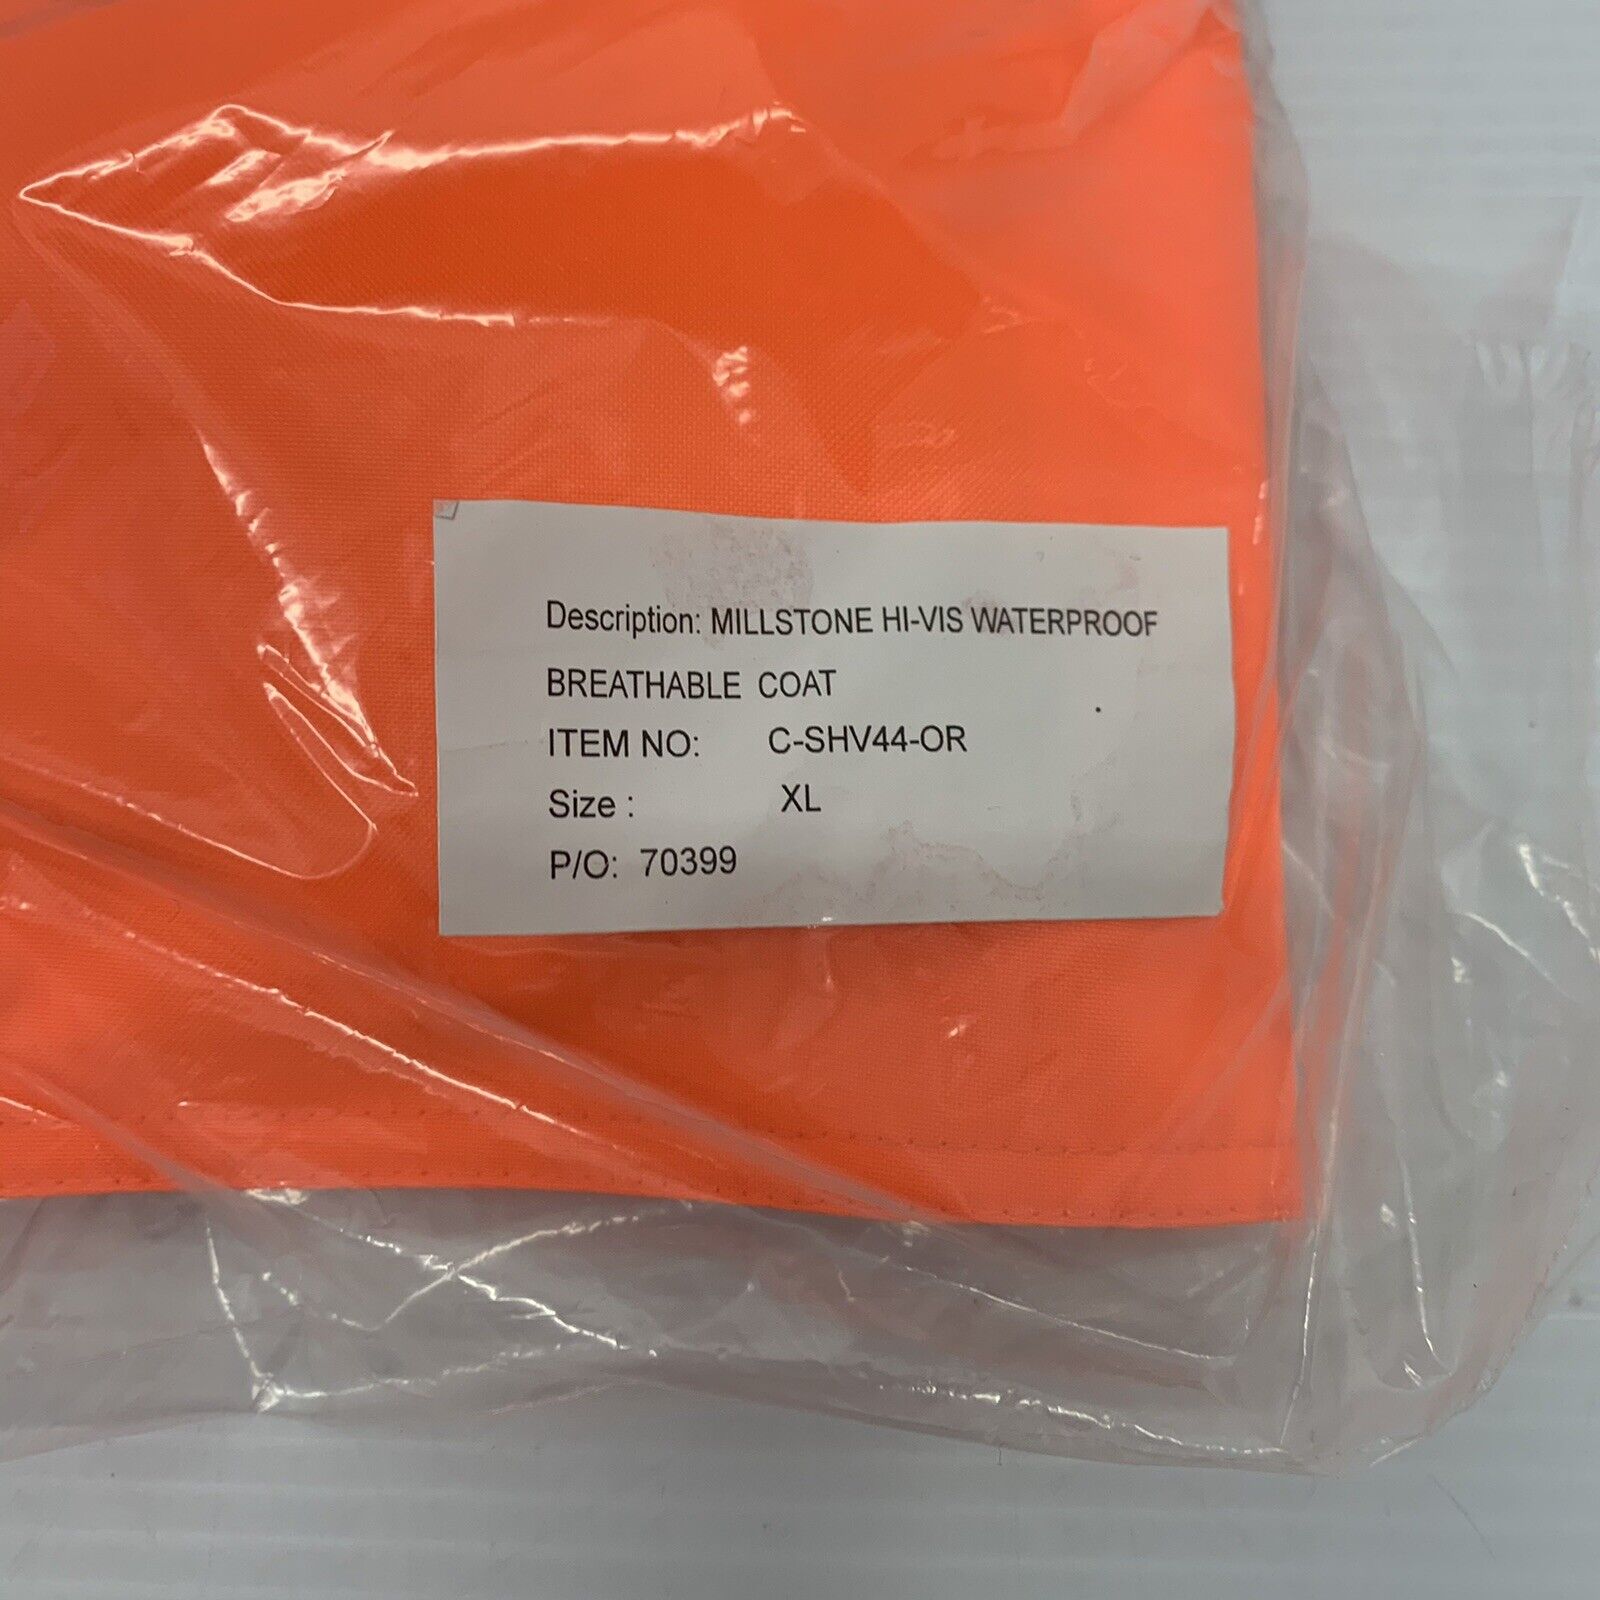 Description: MILLSTONE HI-VIS WATERPROOF
BREATHABLE COAT
ITEM NO: C-SHV44-OR
Size : XL
P/O: 70399